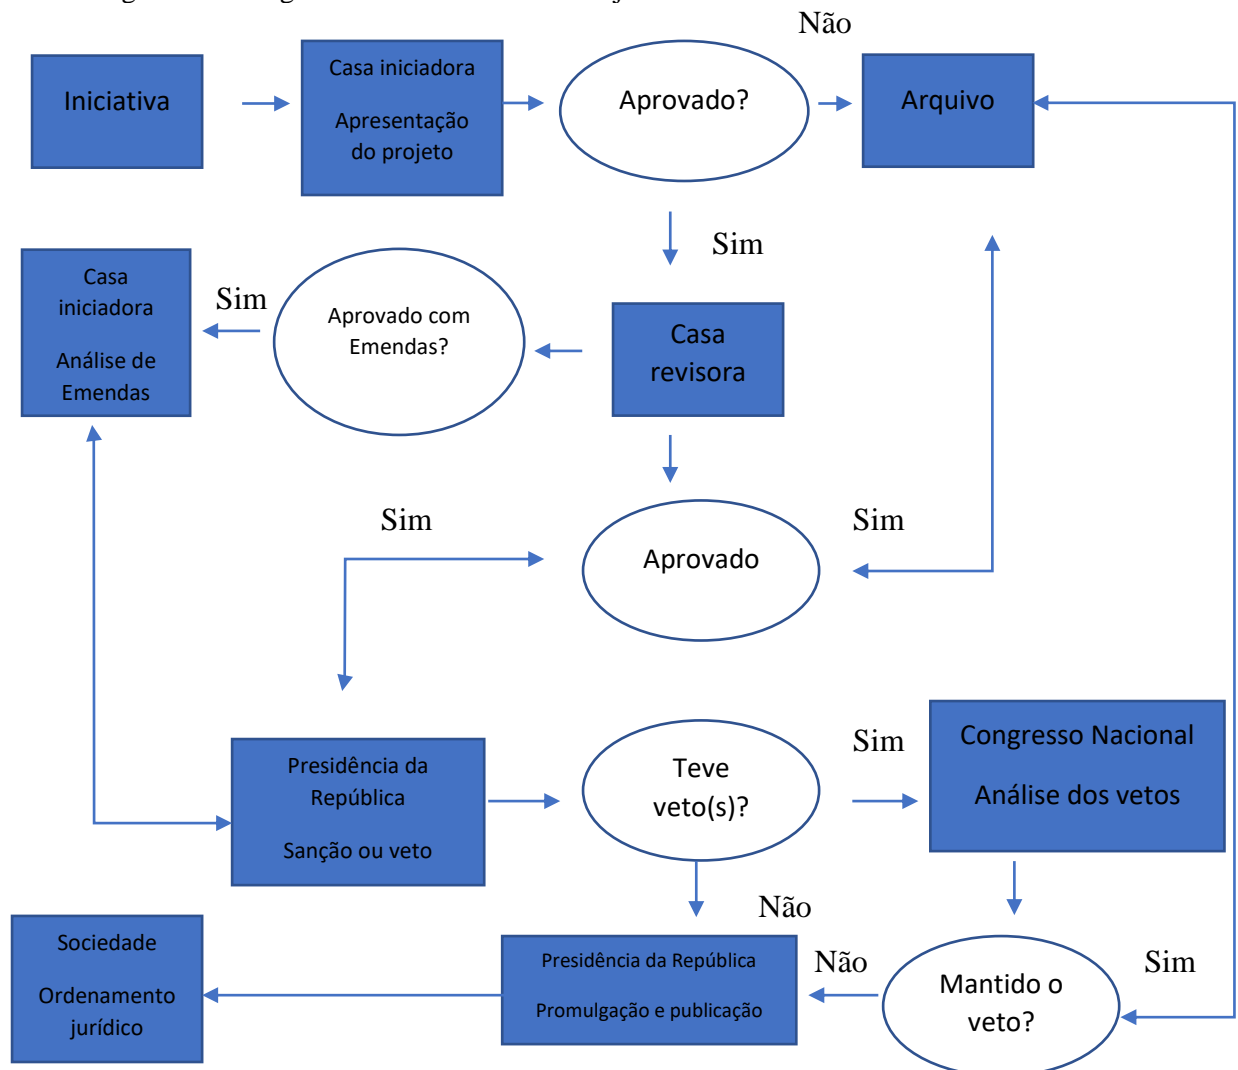 Não
Iniciativa
Casa iniciadora
Apresentação
do projeto
Aprovado?
Arquivo
Sim
Casa
iniciadora
Análise de
Emendas
Sim
Aprovado com
Emendas?
Casa
revisora
Sim
Aprovado
Sim
Presidência da
República
Sanção ou veto
Teve
veto(s)?
Sim
Congresso Nacional
Análise dos vetos
Não
Sociedade
Ordenamento
jurídico
Presidência da República
Promulgação e publicação
Não
Mantido o
veto?
Sim